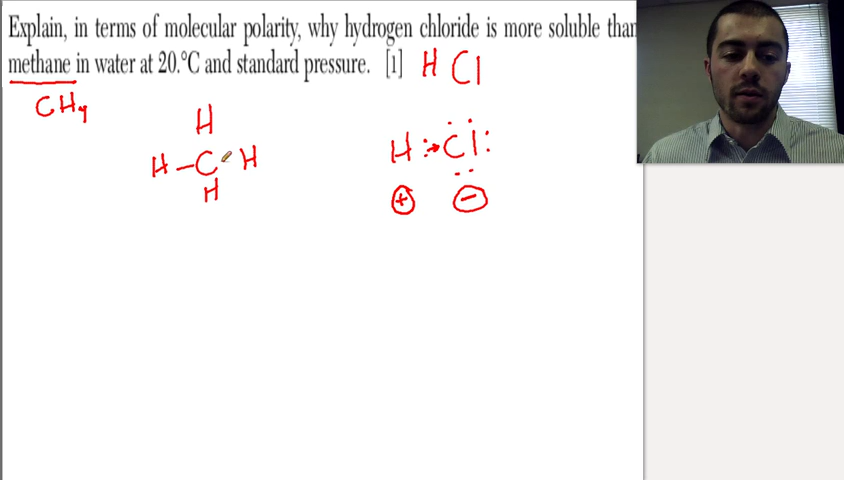 Explain, in terms of molecular polarity, why hydrogen chloride is more soluble than
methane in water at 20.°C and standard pressure. [1] H Cl
CH4
H
H – C H
H
H : Cl :
+ –